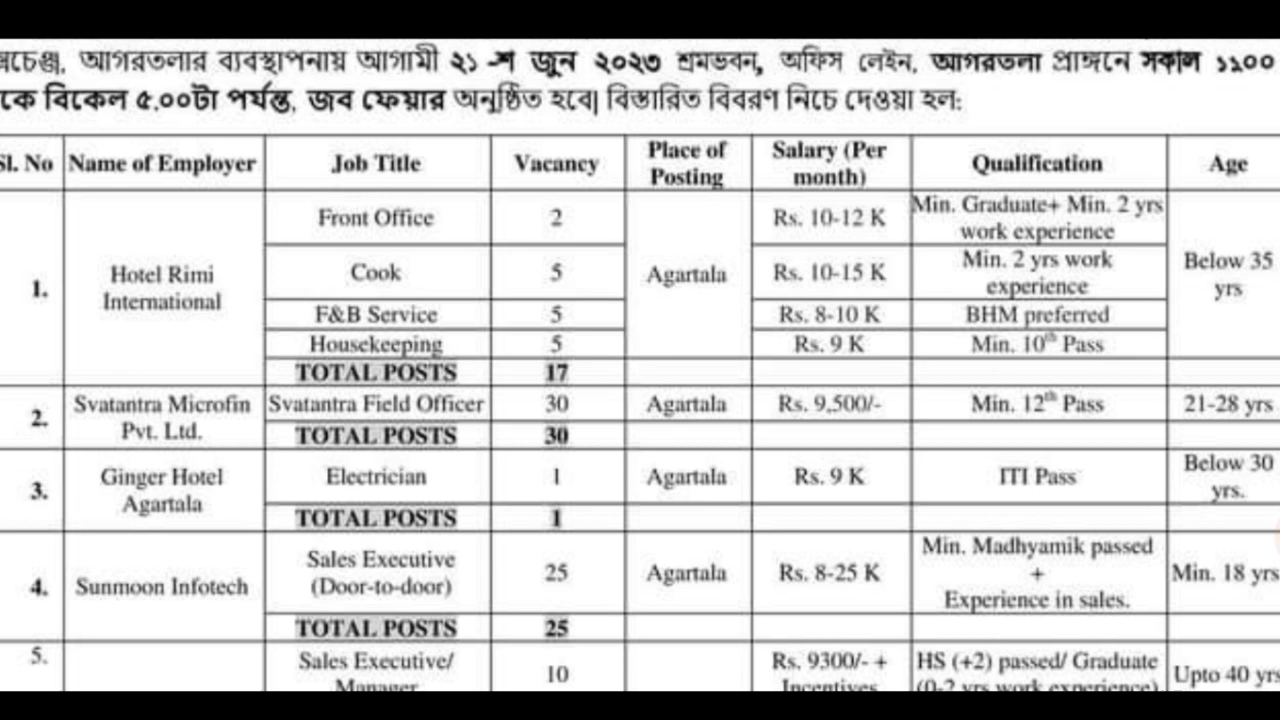 আগরতলার ব্যবস্থাপনায় আগামী ২১-শ জুন ২০২৩ শ্রমভবন, অফিস লেইন, আগরতলা প্রাঙ্গনে সকাল ১১০০
কে বিকেল ৫.০০টা পর্যন্ত, জব ফেয়ার অনুষ্ঠিত হবে| বিস্তারিত বিবরণ নিচে দেওয়া হল:
Sl. No Name of Employer Job Title Vacancy Place of Posting Salary (Per month) Qualification Age
1. Hotel Rimi International Front Office 2 Agartala Rs. 10-12 K Min. Graduate+ Min. 2 yrs work experience Below 35 yrs
Cook 5 Rs. 10-15 K Min. 2 yrs work experience
F&B Service 5 Rs. 8-10 K BHM preferred
Housekeeping 5 Rs. 9 K Min. 10th Pass
TOTAL POSTS 17
2. Svatantra Microfin Pvt. Ltd. Svatantra Field Officer 30 Agartala Rs. 9,500/- Min. 12th Pass 21-28 yrs
TOTAL POSTS 30
3. Ginger Hotel Agartala Electrician 1 Agartala Rs. 9 K ITI Pass Below 30 yrs.
TOTAL POSTS 1
4. Sunmoon Infotech Sales Executive (Door-to-door) 25 Agartala Rs. 8-25 K Min. Madhyamik passed + Experience in sales. Min. 18 yrs
TOTAL POSTS 25
5. Sales Executive/ Manager 10 Rs. 9300/- + Incentives HS (+2) passed/ Graduate (0-2 yrs work experience) Upto 40 yrs